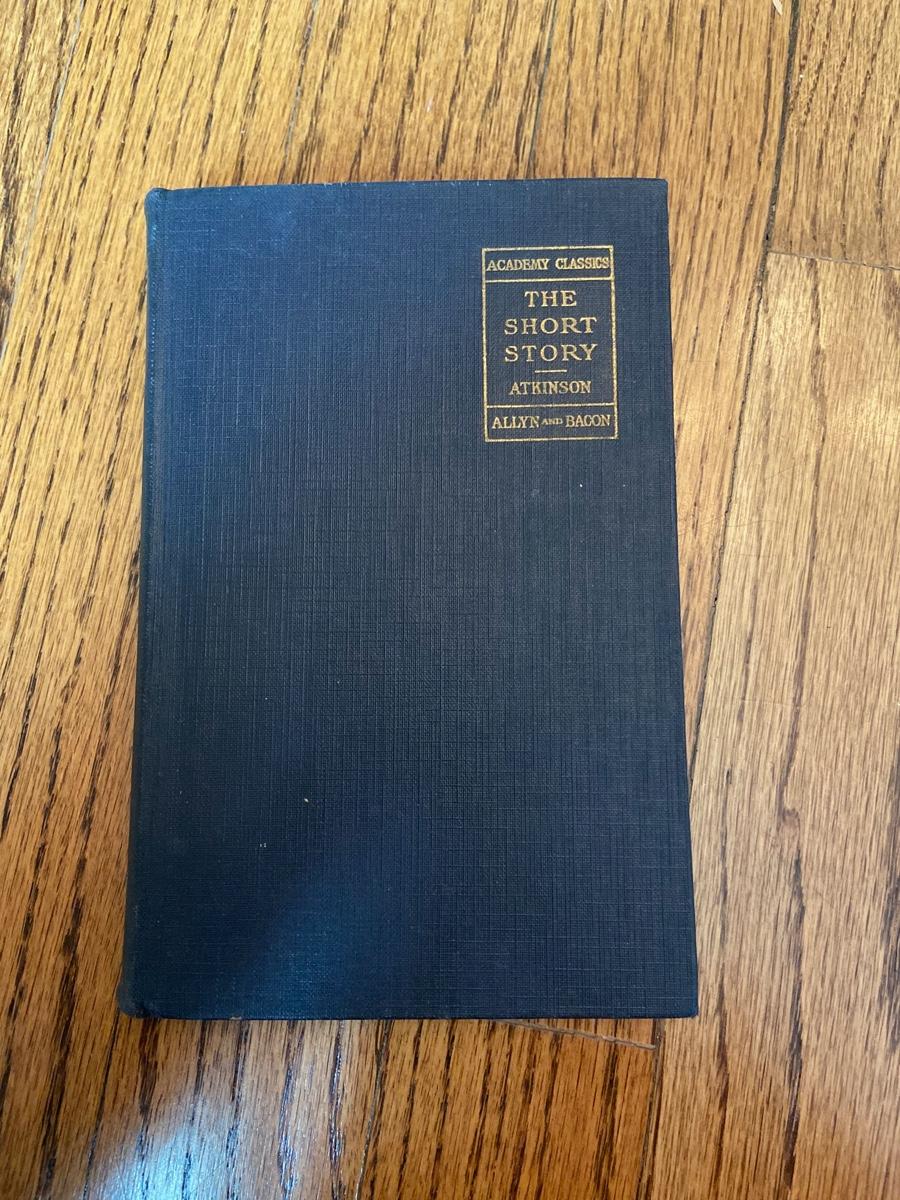 ACADEMY CLASSICS
THE
SHORT
STORY
ATKINSON
ALLYN AND BACON